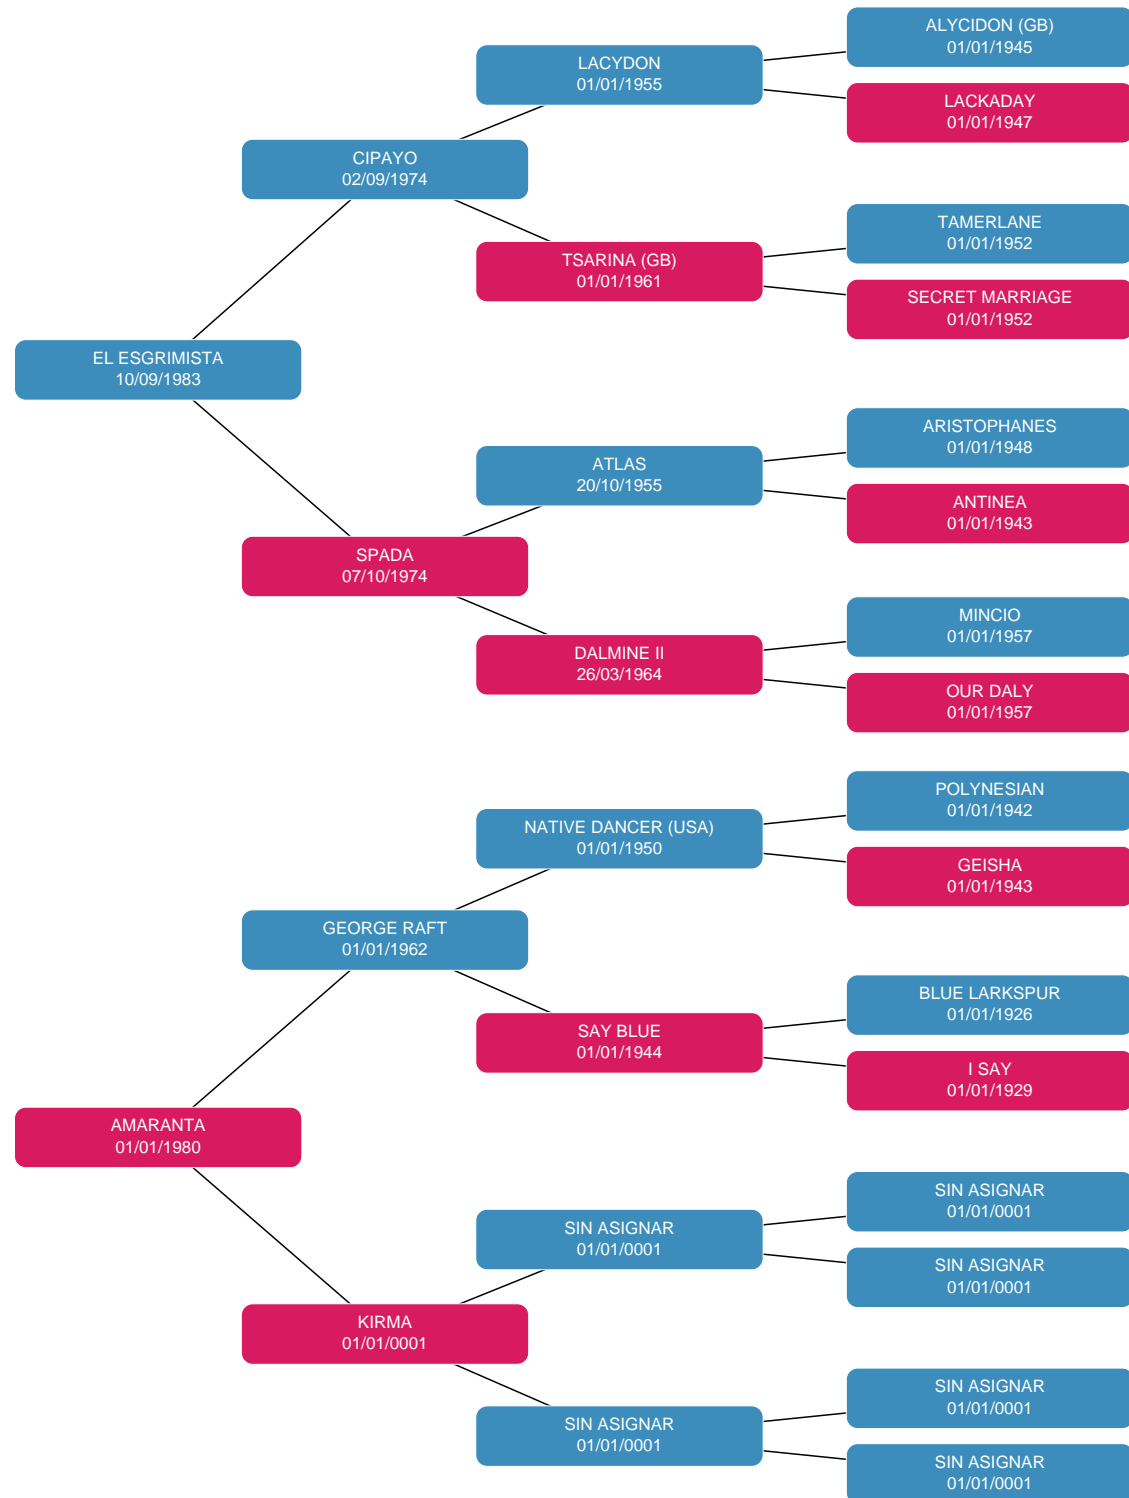 ALYCIDON (GB)
01/01/1945
LACYDON
01/01/1955
LACKADAY
01/01/1947
CIPAYO
02/09/1974
TAMERLANE
01/01/1952
TSARINA (GB)
01/01/1961
SECRET MARRIAGE
01/01/1952
EL ESGRIMISTA
10/09/1983
ARISTOPHANES
01/01/1948
ATLAS
20/10/1955
ANTINEA
01/01/1943
SPADA
07/10/1974
MINCIO
01/01/1957
DALMINE II
26/03/1964
OUR DALY
01/01/1957
POLYNESIAN
01/01/1942
NATIVE DANCER (USA)
01/01/1950
GEISHA
01/01/1943
GEORGE RAFT
01/01/1962
BLUE LARKSPUR
01/01/1926
SAY BLUE
01/01/1944
I SAY
01/01/1929
AMARANTA
01/01/1980
SIN ASIGNAR
01/01/0001
SIN ASIGNAR
01/01/0001
SIN ASIGNAR
01/01/0001
KIRMA
01/01/0001
SIN ASIGNAR
01/01/0001
SIN ASIGNAR
01/01/0001
SIN ASIGNAR
01/01/0001